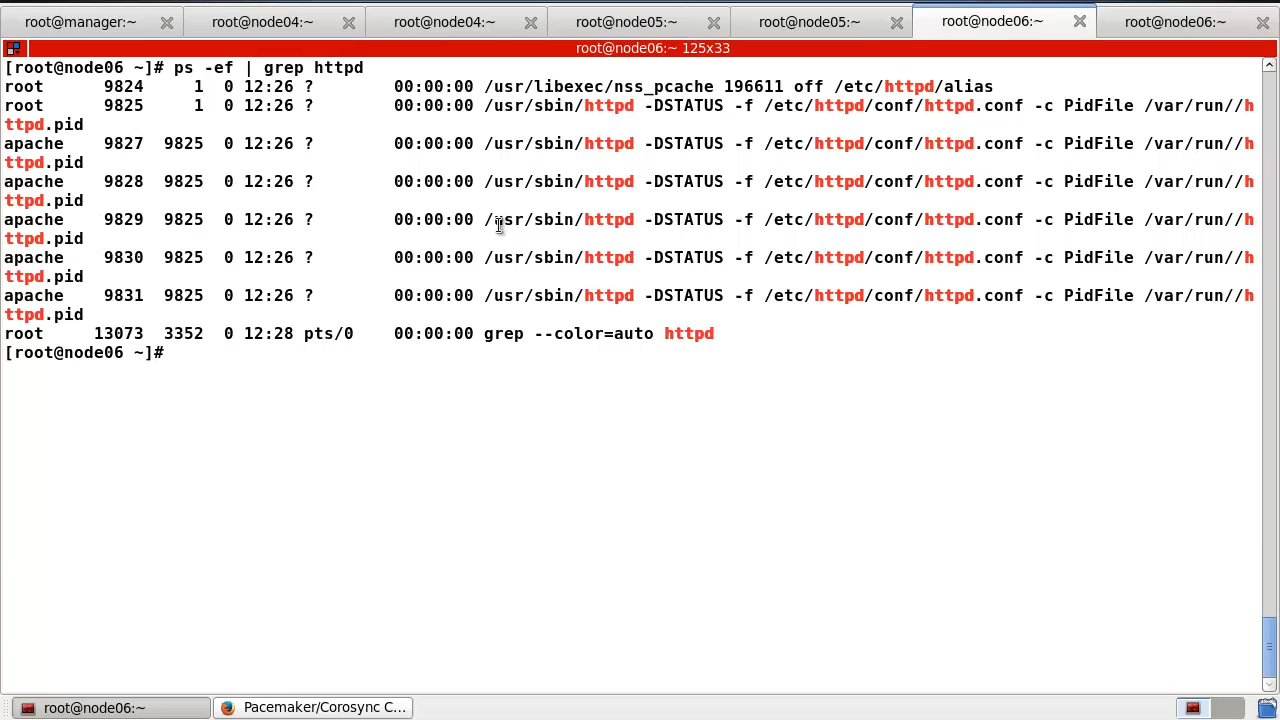 root@manager:~ root@node04:~ root@node04:~ root@node05:~ root@node05:~ root@node06:~ root@node06:~
root@node06:~ 125x33
[root@node06 ~]# ps -ef | grep httpd
root      9824     1  0 12:26 ?        00:00:00 /usr/libexec/nss_pcache 196611 off /etc/httpd/alias
root      9825     1  0 12:26 ?        00:00:00 /usr/sbin/httpd -DSTATUS -f /etc/httpd/conf/httpd.conf -c PidFile /var/run//h
ttpd.pid
apache    9827  9825  0 12:26 ?        00:00:00 /usr/sbin/httpd -DSTATUS -f /etc/httpd/conf/httpd.conf -c PidFile /var/run//h
ttpd.pid
apache    9828  9825  0 12:26 ?        00:00:00 /usr/sbin/httpd -DSTATUS -f /etc/httpd/conf/httpd.conf -c PidFile /var/run//h
ttpd.pid
apache    9829  9825  0 12:26 ?        00:00:00 /usr/sbin/httpd -DSTATUS -f /etc/httpd/conf/httpd.conf -c PidFile /var/run//h
ttpd.pid
apache    9830  9825  0 12:26 ?        00:00:00 /usr/sbin/httpd -DSTATUS -f /etc/httpd/conf/httpd.conf -c PidFile /var/run//h
ttpd.pid
apache    9831  9825  0 12:26 ?        00:00:00 /usr/sbin/httpd -DSTATUS -f /etc/httpd/conf/httpd.conf -c PidFile /var/run//h
ttpd.pid
root     13073  3352  0 12:28 pts/0    00:00:00 grep --color=auto httpd
[root@node06 ~]#
root@node06:~ Pacemaker/Corosync C...